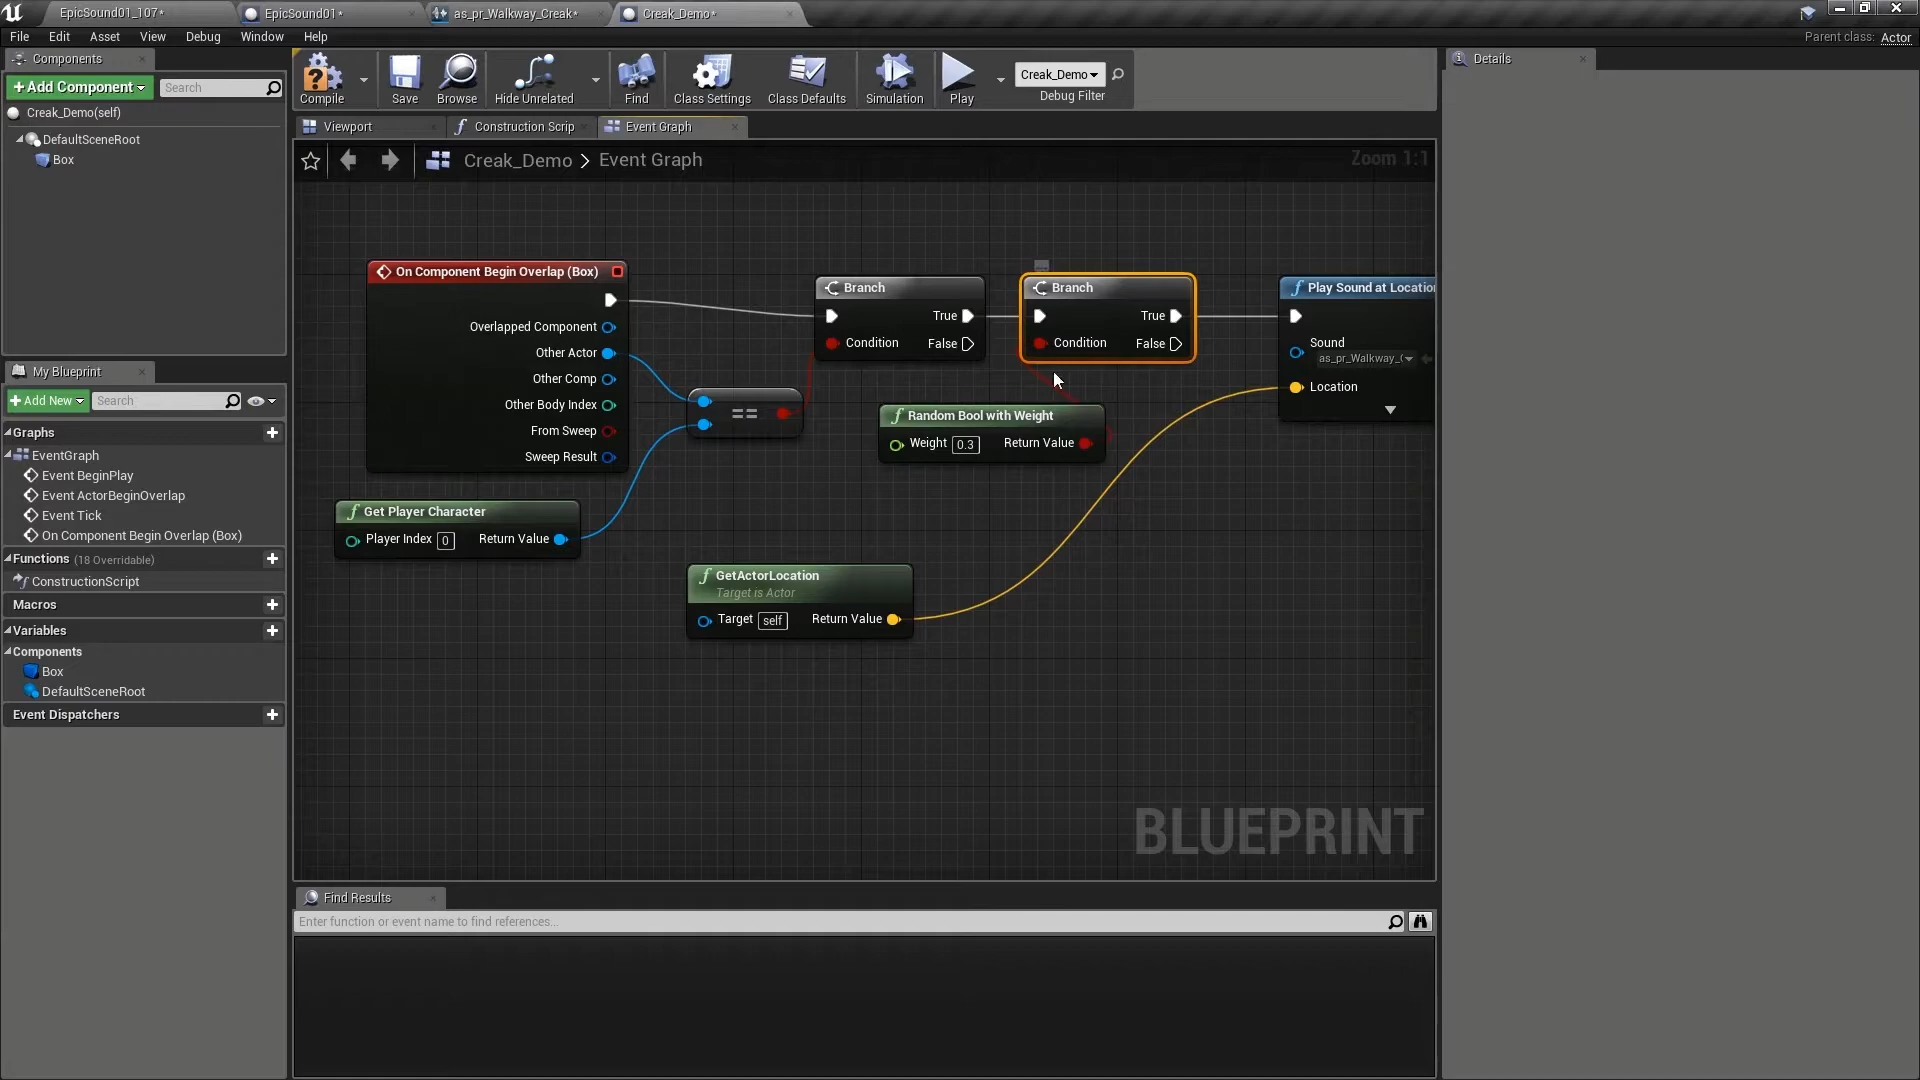 EpicSound01_107*
EpicSound01*
as_pr_Walkway_Creak*
Creak_Demo*
File Edit Asset View Debug Window Help
Parent class: Actor
Components
+Add Component
Search
Creak_Demo(self)
DefaultSceneRoot
Box
Compile
Save
Browse
Hide Unrelated
Find
Class Settings
Class Defaults
Simulation
Play
Creak_Demo
Debug Filter
Details
Viewport
Construction Scrip
Event Graph
Creak_Demo > Event Graph
Zoom 1:1
On Component Begin Overlap (Box)
Overlapped Component
Other Actor
Other Comp
Other Body Index
From Sweep
Sweep Result
Get Player Character
Player Index 0 Return Value
==
Branch
True
Condition False
Branch
True
Condition False
Random Bool with Weight
Weight 0.3 Return Value
GetActorLocation
Target is Actor
Target self Return Value
Play Sound at Location
Sound
as_pr_Walkway_(
Location
BLUEPRINT
My Blueprint
+Add New
Search
Graphs
EventGraph
Event BeginPlay
Event ActorBeginOverlap
Event Tick
On Component Begin Overlap (Box)
Functions (18 Overridable)
ConstructionScript
Macros
Variables
Components
Box
DefaultSceneRoot
Event Dispatchers
Find Results
Enter function or event name to find references...